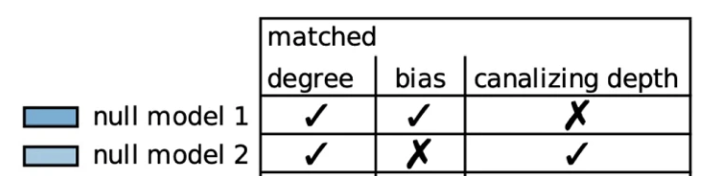 matched
degree bias canalizing depth
null model 1 ✓ ✓ ✗
null model 2 ✓ ✗ ✓